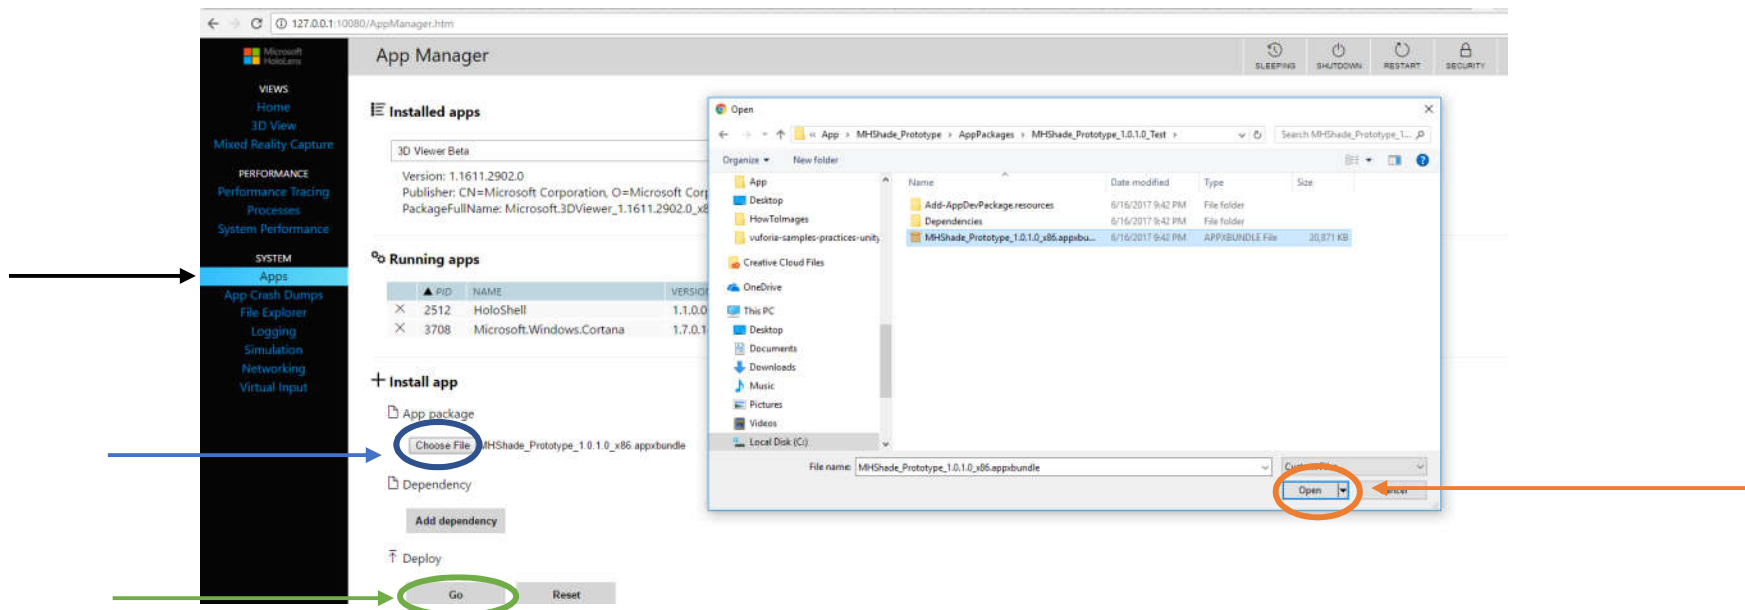 127.0.0.1:10080/AppManager.htm
Microsoft
HoloLens
App Manager
SLEEPING
SHUTDOWN
RESTART
SECURITY
VIEWS
Home
3D View
Mixed Reality Capture
PERFORMANCE
Performance Tracing
Processes
System Performance
SYSTEM
Apps
App Crash Dumps
File Explorer
Logging
Simulation
Networking
Virtual Input
Installed apps
3D Viewer Beta
Version: 1.1611.2902.0
Publisher: CN=Microsoft Corporation, O=Microsoft Corp
PackageFullName: Microsoft.3DViewer_1.1611.2902.0_x8
Running apps
PID NAME VERSION
2512 HoloShell 1.1.0.0
3708 Microsoft.Windows.Cortana 1.7.0.1
Install app
App package
Choose File MHShade_Prototype_1.0.1.0_x86.appxbundle
Dependency
Add dependency
Deploy
Go Reset
Open
« App › MHShade_Prototype › AppPackages › MHShade_Prototype_1.0.1.0_Test ›
Search MHShade_Prototype_1...
Organize New folder
App
Desktop
HowToImages
vuforia-samples-practices-unity
Creative Cloud Files
OneDrive
This PC
Desktop
Documents
Downloads
Music
Pictures
Videos
Local Disk (C:)
Name Date modified Type Size
Add-AppDevPackage.resources 6/16/2017 9:42 PM File folder
Dependencies 6/16/2017 9:42 PM File folder
MHShade_Prototype_1.0.1.0_x86.appxbu... 6/16/2017 9:42 PM APPXBUNDLE File 20,871 KB
File name: MHShade_Prototype_1.0.1.0_x86.appxbundle
Open Cancel